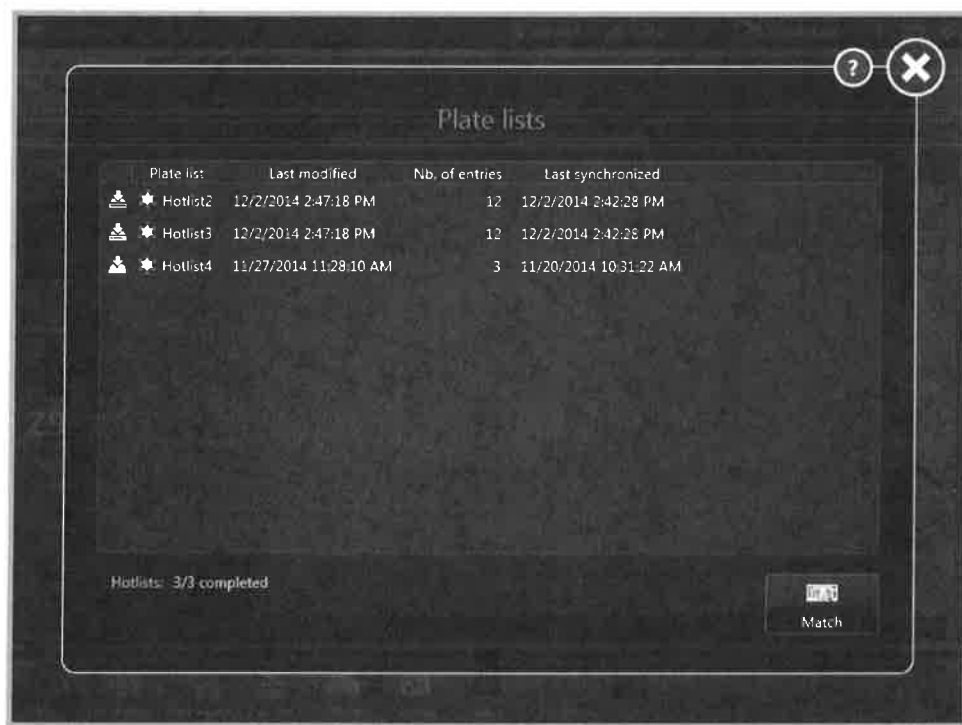 ?
Plate lists
Plate list Last modified Nb. of entries Last synchronized
Hotlist2 12/2/2014 2:47:18 PM 12 12/2/2014 2:42:28 PM
Hotlist3 12/2/2014 2:47:18 PM 12 12/2/2014 2:42:28 PM
Hotlist4 11/27/2014 11:28:10 AM 3 11/20/2014 10:31:22 AM
Hotlists: 3/3 completed
Match